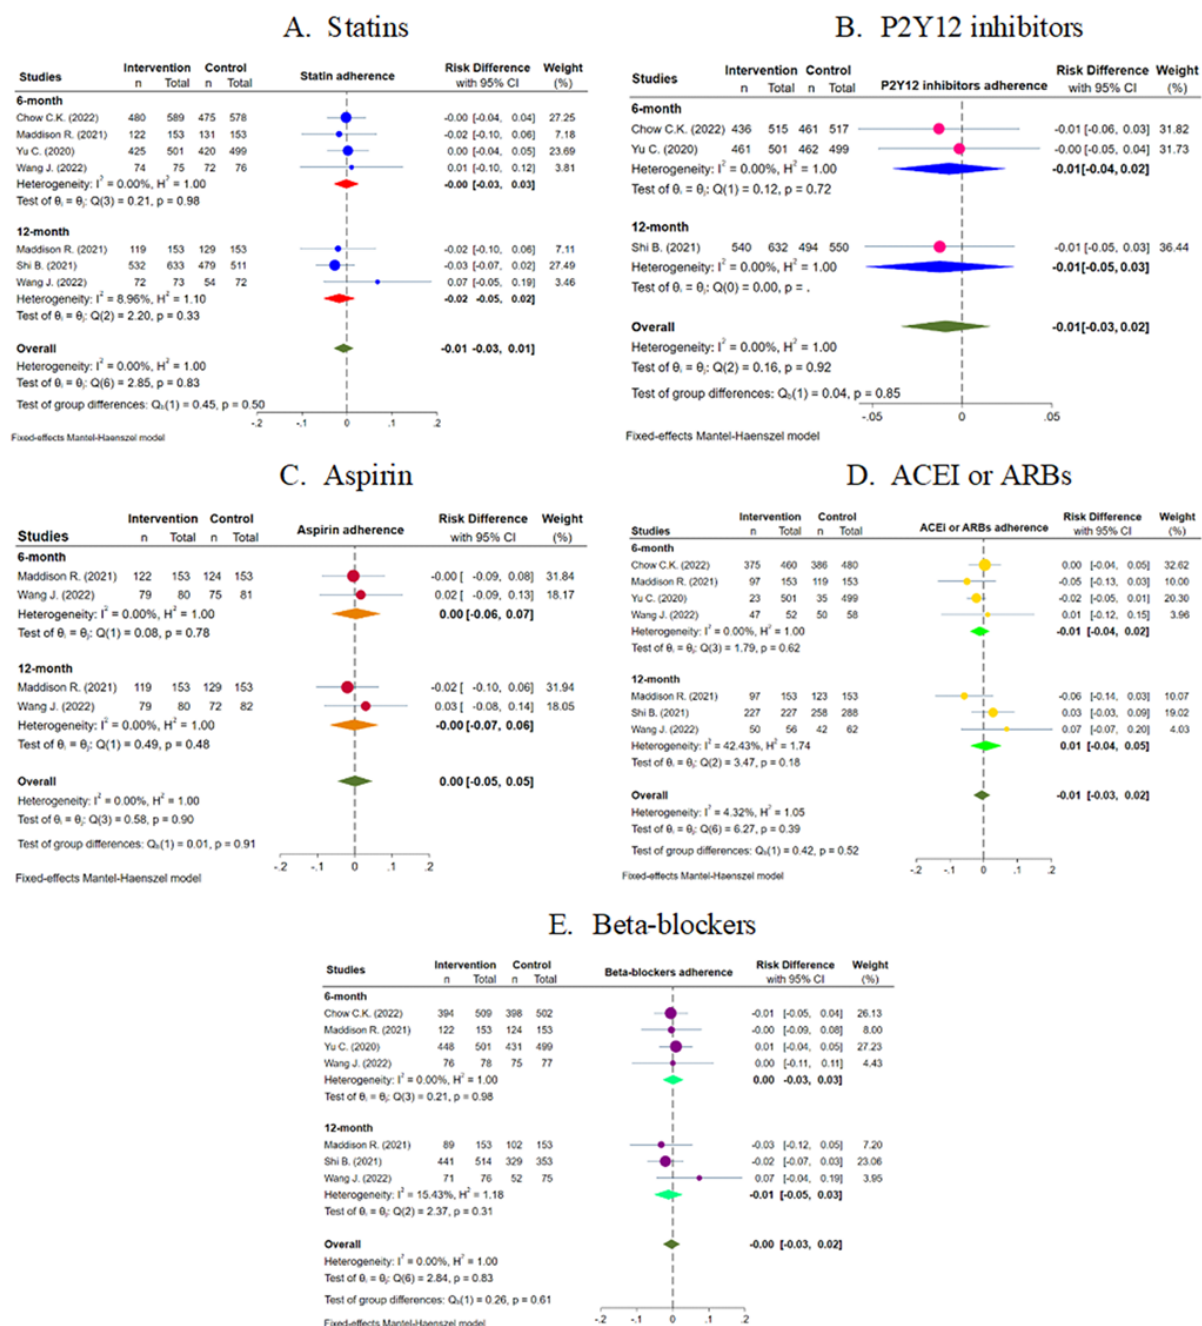 A. Statins
Studies Intervention Control Statin adherence Risk Difference Weight
n Total n Total with 95% CI (%)
6-month
Chow C.K. (2022) 480 589 475 578 -0.00 [-0.04, 0.04] 27.25
Maddison R. (2021) 122 153 131 153 -0.02 [-0.10, 0.06] 7.18
Yu C. (2020) 425 501 420 499 0.00 [-0.04, 0.05] 23.69
Wang J. (2022) 74 75 72 76 0.01 [-0.10, 0.12] 3.81
Heterogeneity: I² = 0.00%, H² = 1.00 -0.00 [-0.03, 0.03]
Test of θᵢ = θⱼ: Q(3) = 0.21, p = 0.98
12-month
Maddison R. (2021) 119 153 129 153 -0.02 [-0.10, 0.06] 7.11
Shi B. (2021) 532 633 479 511 -0.03 [-0.07, 0.02] 27.49
Wang J. (2022) 72 73 54 72 0.07 [-0.05, 0.19] 3.46
Heterogeneity: I² = 8.96%, H² = 1.10 -0.02 -0.05, 0.02]
Test of θᵢ = θⱼ: Q(2) = 2.20, p = 0.33
Overall -0.01 -0.03, 0.01]
Heterogeneity: I² = 0.00%, H² = 1.00
Test of θᵢ = θⱼ: Q(6) = 2.85, p = 0.83
Test of group differences: Qb(1) = 0.45, p = 0.50
-.2 -.1 0 .1 .2
Fixed-effects Mantel-Haenszel model
B. P2Y12 inhibitors
Studies Intervention Control P2Y12 inhibitors adherence Risk Difference Weight
n Total n Total with 95% CI (%)
6-month
Chow C.K. (2022) 436 515 461 517 -0.01 [-0.06, 0.03] 31.82
Yu C. (2020) 461 501 462 499 -0.00 [-0.05, 0.04] 31.73
Heterogeneity: I² = 0.00%, H² = 1.00 -0.01[-0.04, 0.02]
Test of θᵢ = θⱼ: Q(1) = 0.12, p = 0.72
12-month
Shi B. (2021) 540 632 494 550 -0.01 [-0.05, 0.03] 36.44
Heterogeneity: I² = 0.00%, H² = 1.00 -0.01[-0.05, 0.03]
Test of θᵢ = θⱼ: Q(0) = 0.00, p = .
Overall -0.01[-0.03, 0.02]
Heterogeneity: I² = 0.00%, H² = 1.00
Test of θᵢ = θⱼ: Q(2) = 0.16, p = 0.92
Test of group differences: Qb(1) = 0.04, p = 0.85
-.05 0 .05
Fixed-effects Mantel-Haenszel model
C. Aspirin
Studies Intervention Control Aspirin adherence Risk Difference Weight
n Total n Total with 95% CI (%)
6-month
Maddison R. (2021) 122 153 124 153 -0.00 [ -0.09, 0.08] 31.84
Wang J. (2022) 79 80 75 81 0.02 [ -0.09, 0.13] 18.17
Heterogeneity: I² = 0.00%, H² = 1.00 0.00 [-0.06, 0.07]
Test of θᵢ = θⱼ: Q(1) = 0.08, p = 0.78
12-month
Maddison R. (2021) 119 153 129 153 -0.02 [ -0.10, 0.06] 31.94
Wang J. (2022) 79 80 72 82 0.03 [ -0.08, 0.14] 18.05
Heterogeneity: I² = 0.00%, H² = 1.00 -0.00 [-0.07, 0.06]
Test of θᵢ = θⱼ: Q(1) = 0.49, p = 0.48
Overall 0.00 [-0.05, 0.05]
Heterogeneity: I² = 0.00%, H² = 1.00
Test of θᵢ = θⱼ: Q(3) = 0.58, p = 0.90
Test of group differences: Qb(1) = 0.01, p = 0.91
-.2 -.1 0 .1 .2
Fixed-effects Mantel-Haenszel model
D. ACEI or ARBs
Studies Intervention Control ACEI or ARBs adherence Risk Difference Weight
n Total n Total with 95% CI (%)
6-month
Chow C.K. (2022) 375 460 386 480 0.00 [-0.04, 0.05] 32.62
Maddison R. (2021) 97 153 119 153 -0.05 [-0.13, 0.03] 10.00
Yu C. (2020) 23 501 35 499 -0.02 [-0.05, 0.01] 20.30
Wang J. (2022) 47 52 50 58 0.01 [-0.12, 0.15] 3.96
Heterogeneity: I² = 0.00%, H² = 1.00 -0.01 [-0.04, 0.02]
Test of θᵢ = θⱼ: Q(3) = 1.79, p = 0.62
12-month
Maddison R. (2021) 97 153 123 153 -0.06 [-0.14, 0.03] 10.07
Shi B. (2021) 227 227 258 288 0.03 [-0.03, 0.09] 19.02
Wang J. (2022) 50 56 42 62 0.07 [-0.07, 0.20] 4.03
Heterogeneity: I² = 42.43%, H² = 1.74 0.01 [-0.04, 0.05]
Test of θᵢ = θⱼ: Q(2) = 3.47, p = 0.18
Overall -0.01 [-0.03, 0.02]
Heterogeneity: I² = 4.32%, H² = 1.05
Test of θᵢ = θⱼ: Q(6) = 6.27, p = 0.39
Test of group differences: Qb(1) = 0.42, p = 0.52
-.2 -.1 0 .1 .2
Fixed-effects Mantel-Haenszel model
E. Beta-blockers
Studies Intervention Control Beta-blockers adherence Risk Difference Weight
n Total n Total with 95% CI (%)
6-month
Chow C.K. (2022) 394 509 398 502 -0.01 [-0.05, 0.04] 26.13
Maddison R. (2021) 122 153 124 153 -0.00 [-0.09, 0.08] 8.00
Yu C. (2020) 448 501 431 499 0.01 [-0.04, 0.05] 27.23
Wang J. (2022) 76 78 75 77 0.00 [-0.11, 0.11] 4.43
Heterogeneity: I² = 0.00%, H² = 1.00 0.00 -0.03, 0.03]
Test of θᵢ = θⱼ: Q(3) = 0.21, p = 0.98
12-month
Maddison R. (2021) 89 153 102 153 -0.03 [-0.12, 0.05] 7.20
Shi B. (2021) 441 514 329 353 -0.02 [-0.07, 0.03] 23.06
Wang J. (2022) 71 76 52 75 0.07 [-0.04, 0.19] 3.95
Heterogeneity: I² = 15.43%, H² = 1.18 -0.01 [-0.05, 0.03]
Test of θᵢ = θⱼ: Q(2) = 2.37, p = 0.31
Overall -0.00 [-0.03, 0.02]
Heterogeneity: I² = 0.00%, H² = 1.00
Test of θᵢ = θⱼ: Q(6) = 2.84, p = 0.83
Test of group differences: Qb(1) = 0.26, p = 0.61
-.2 -.1 0 .1 .2
Fixed-effects Mantel-Haenszel model